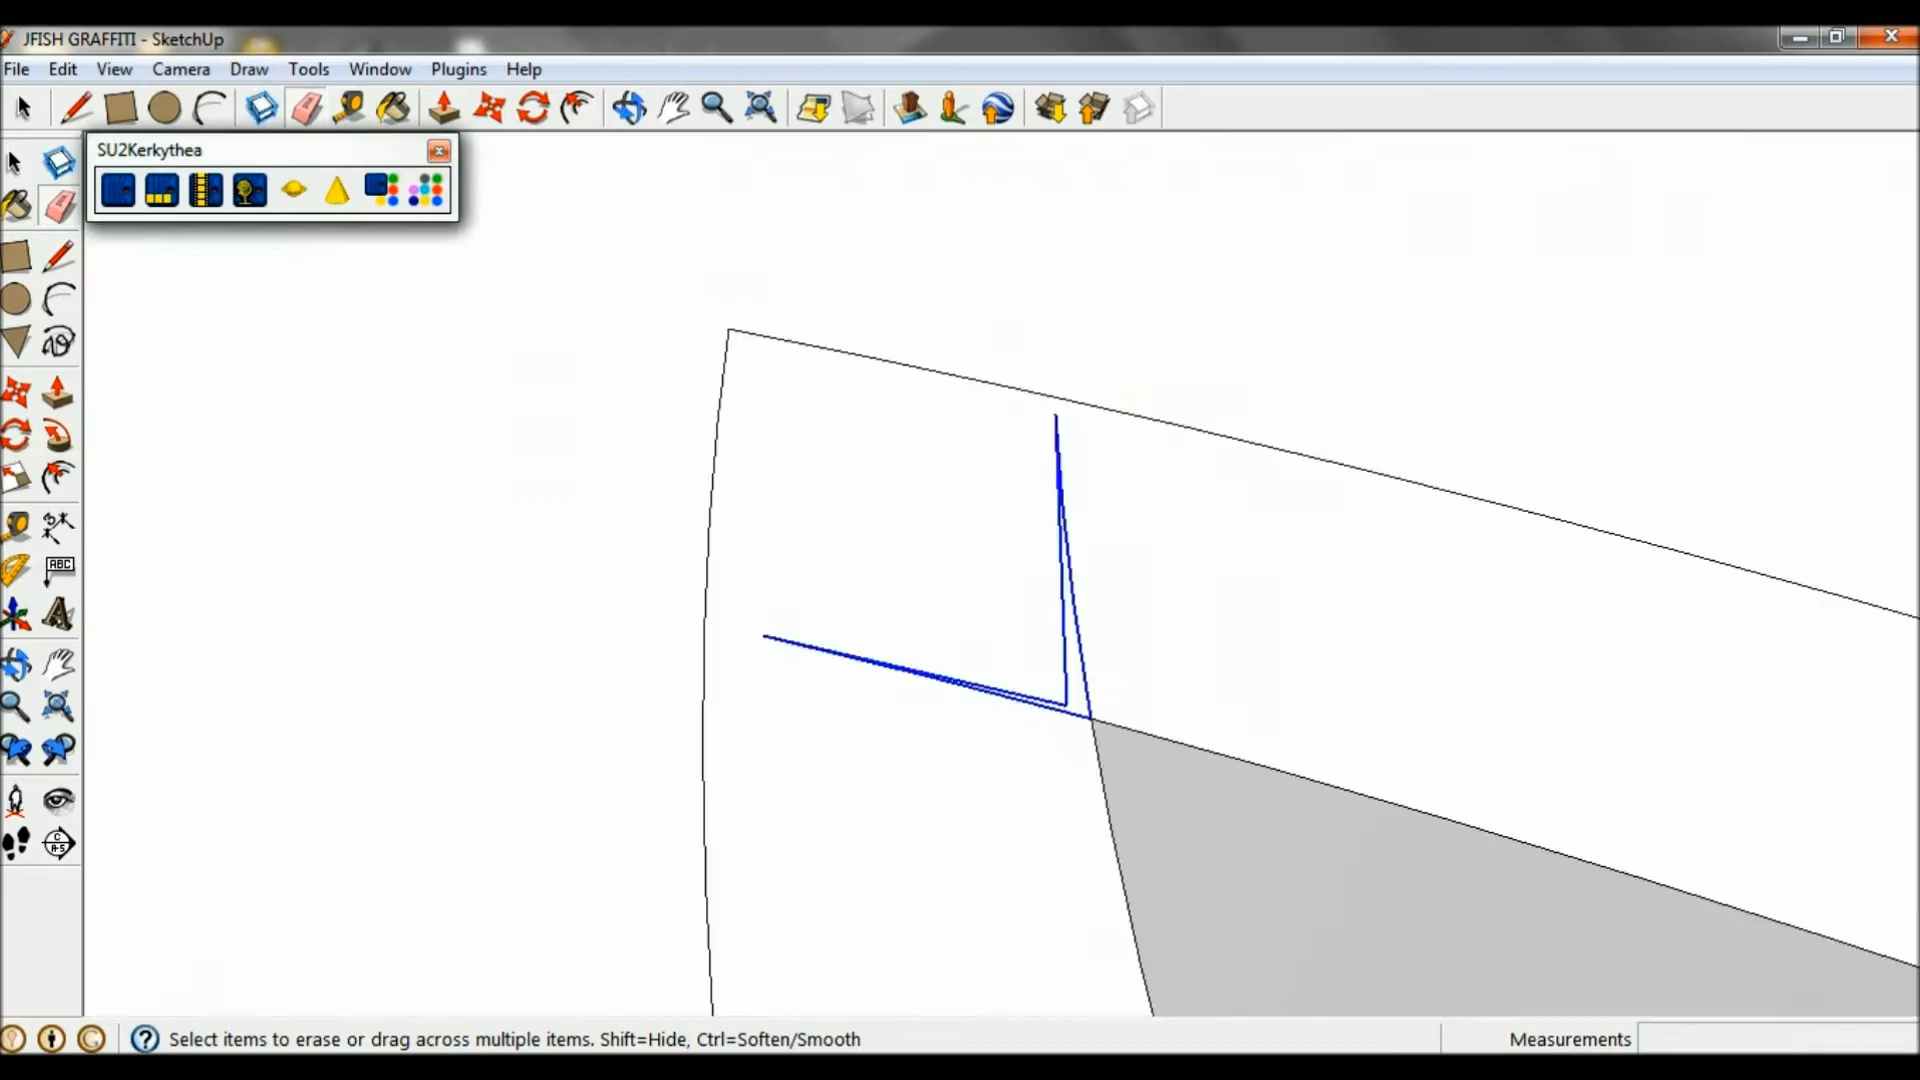 JFISH GRAFFITI - SketchUp
File Edit View Camera Draw Tools Window Plugins Help
SU2Kerkythea
ABC
A
C
A-5
Select items to erase or drag across multiple items. Shift=Hide, Ctrl=Soften/Smooth
Measurements